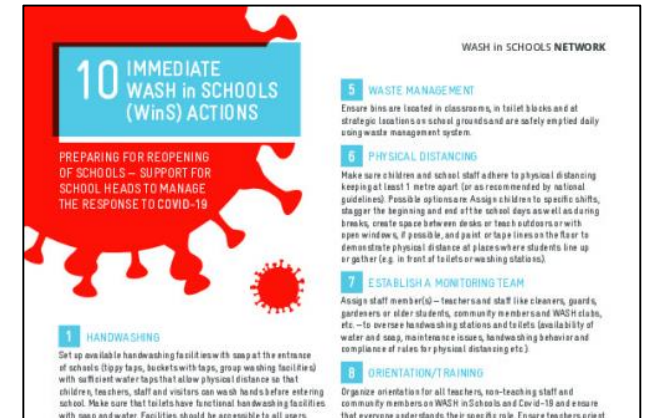 WASH in SCHOOLS NETWORK
10 IMMEDIATE
WASH in SCHOOLS
(WinS) ACTIONS
PREPARING FOR REOPENING
OF SCHOOLS – SUPPORT FOR
SCHOOL HEADS TO MANAGE
THE RESPONSE TO COVID-19
1 HANDWASHING
Set up available handwashing facilities with soap at the entrance
of schools (tippy taps, buckets with taps, group washing facilities)
with sufficient water taps that allow physical distance so that
children, teachers, staff and visitors can wash hands before entering
school. Make sure that toilets have functional handwashing facilities
with soap and water. Facilities should be accessible to all users
5 WASTE MANAGEMENT
Ensure bins are located in classrooms, in toilet blocks and at
strategic locations on school grounds and are safely emptied daily
using waste management system.
6 PHYSICAL DISTANCING
Make sure children and school staff adhere to physical distancing
keeping at least 1 metre apart (or as recommended by national
guidelines). Possible options are: Assign children to specific shifts,
stagger the beginning and end of the school days as well as during
breaks, create space between desks or teach outdoors or with
open windows, if possible, and paint or tape lines on the floor to
demonstrate physical distance at places where students line up
or gather (e.g. in front of toilets or washing stations).
7 ESTABLISH A MONITORING TEAM
Assign staff member(s) – teachers and staff like cleaners, guards,
gardeners or older students, community members and WASH clubs,
etc. – to oversee handwashing stations and toilets (availability of
water and soap, maintenance issues, handwashing behavior and
compliance of rules for physical distancing etc.).
8 ORIENTATION/TRAINING
Organize orientation for all teachers, non-teaching staff and
community members on WASH in Schools and Covid-19 and ensure
that everyone understands their specific role. Ensure teachers orient